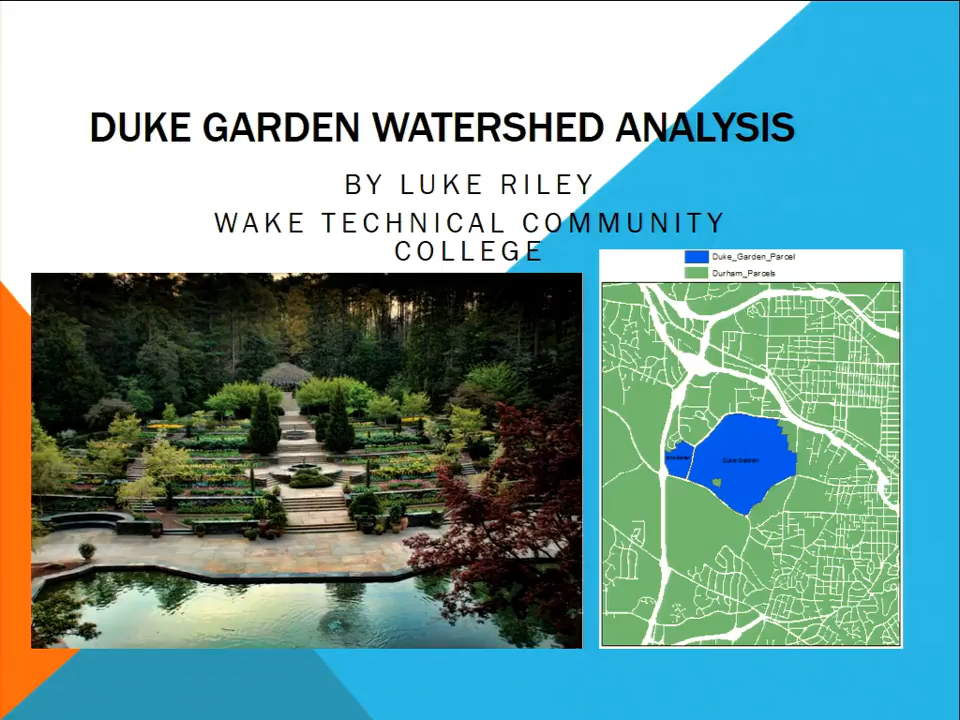 DUKE GARDEN WATERSHED ANALYSIS
BY LUKE RILEY
WAKE TECHNICAL COMMUNITY
COLLEGE
Duke_Garden_Parcel
Durham_Parcels
Duke Garden